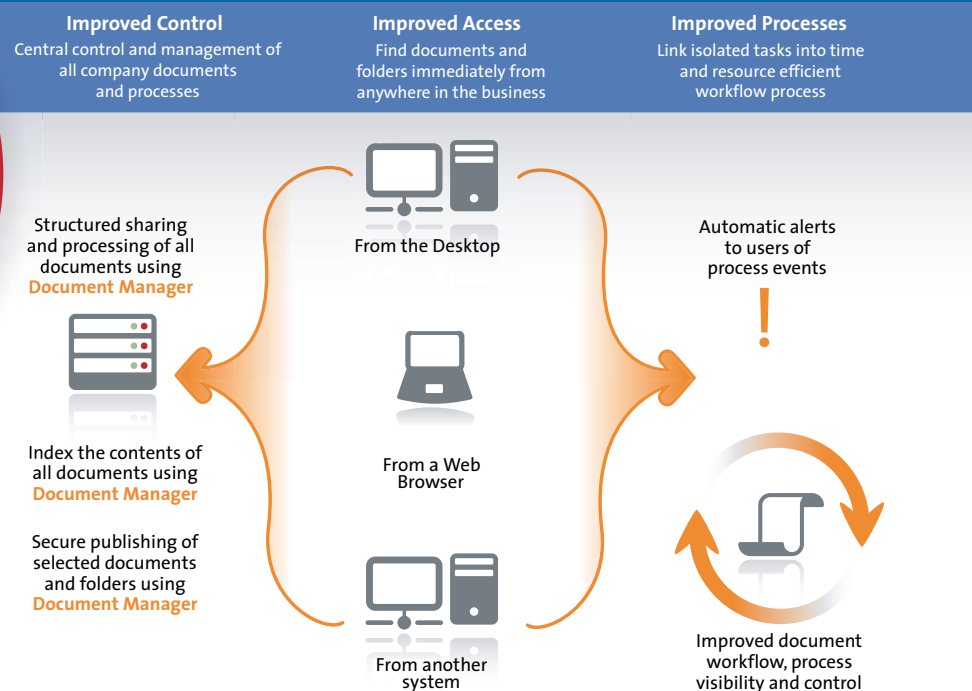 Improved Control
Central control and management of
all company documents
and processes
Improved Access
Find documents and
folders immediately from
anywhere in the business
Improved Processes
Link isolated tasks into time
and resource efficient
workflow process
Structured sharing
and processing of all
documents using
Document Manager
Index the contents of
all documents using
Document Manager
Secure publishing of
selected documents
and folders using
Document Manager
From the Desktop
From a Web
Browser
From another
system
Automatic alerts
to users of
process events
!
Improved document
workflow, process
visibility and control